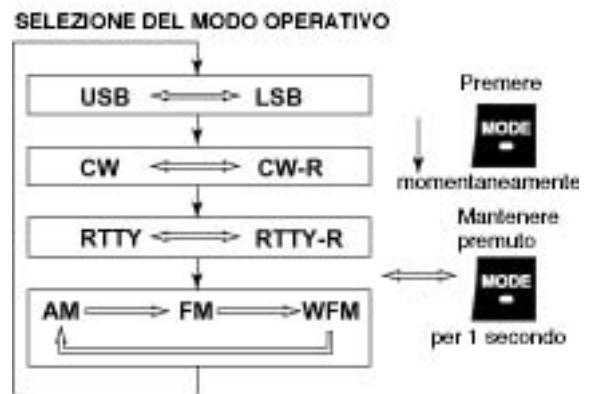 SELEZIONE DEL MODO OPERATIVO
USB LSB
CW CW-R
RTTY RTTY-R
AM FM WFM
Premere
MODE
momentaneamente
Mantenere
premuto
MODE
per 1 secondo